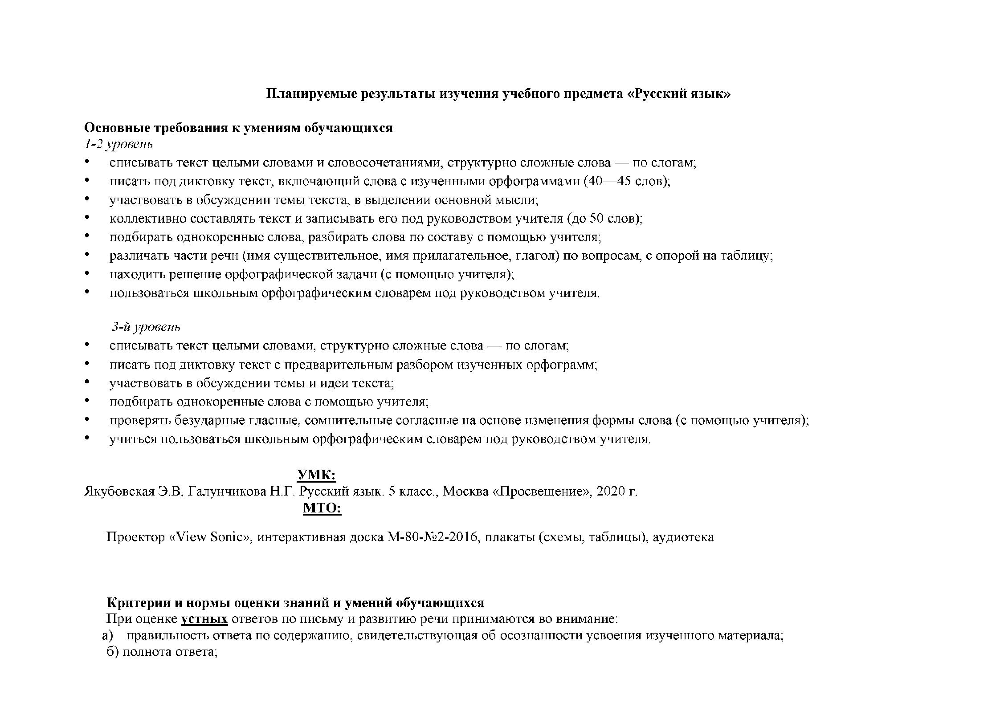 Планируемые результаты изучения учебного предмета «Русский язык»
Основные требования к умениям обучающихся
1-2 уровень
• списывать текст целыми словами и словосочетаниями, структурно сложные слова — по слогам;
• писать под диктовку текст, включающий слова с изученными орфограммами (40—45 слов);
• участвовать в обсуждении темы текста, в выделении основной мысли;
• коллективно составлять текст и записывать его под руководством учителя (до 50 слов);
• подбирать однокоренные слова, разбирать слова по составу с помощью учителя;
• различать части речи (имя существительное, имя прилагательное, глагол) по вопросам, с опорой на таблицу;
• находить решение орфографической задачи (с помощью учителя);
• пользоваться школьным орфографическим словарем под руководством учителя.
3-й уровень
• списывать текст целыми словами, структурно сложные слова — по слогам;
• писать под диктовку текст с предварительным разбором изученных орфограмм;
• участвовать в обсуждении темы и идеи текста;
• подбирать однокоренные слова с помощью учителя;
• проверять безударные гласные, сомнительные согласные на основе изменения формы слова (с помощью учителя);
• учиться пользоваться школьным орфографическим словарем под руководством учителя.
УМК:
Якубовская Э.В, Галунчикова Н.Г. Русский язык. 5 класс., Москва «Просвещение», 2020 г.
МТО:
Проектор «View Sonic», интерактивная доска М-80-№2-2016, плакаты (схемы, таблицы), аудиотека
Критерии и нормы оценки знаний и умений обучающихся
При оценке устных ответов по письму и развитию речи принимаются во внимание:
а) правильность ответа по содержанию, свидетельствующая об осознанности усвоения изученного материала;
б) полнота ответа;